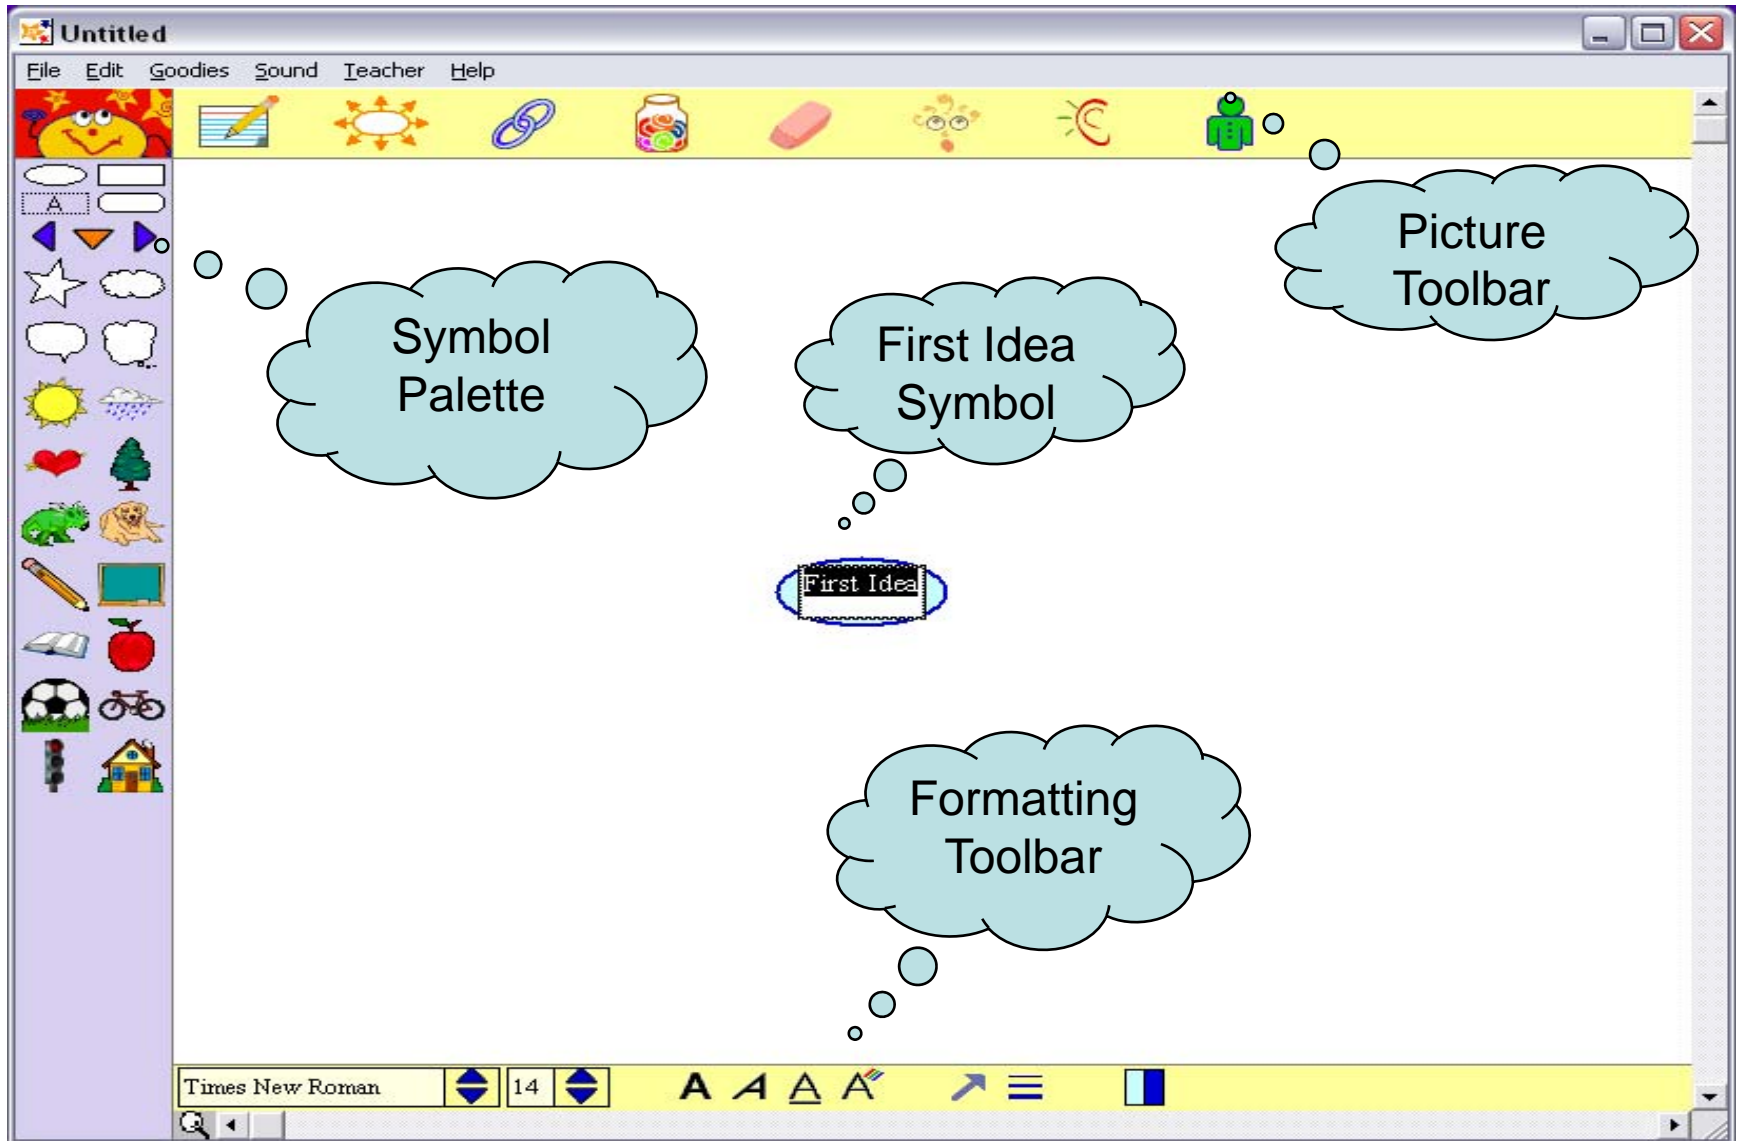 Untitled
File Edit Goodies Sound Teacher Help
A
Picture
Toolbar
Symbol
Palette
First Idea
Symbol
First Idea
Formatting
Toolbar
Times New Roman 14 A A A A